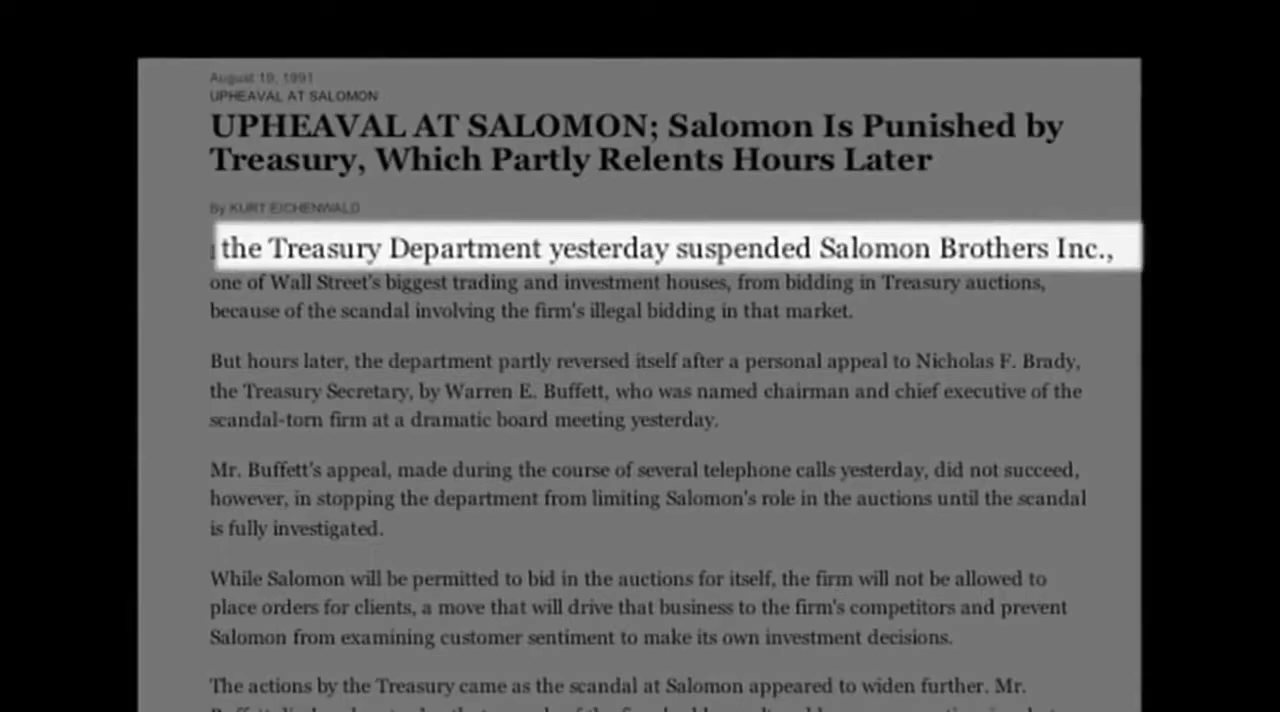 August 19, 1991
UPHEAVAL AT SALOMON
UPHEAVAL AT SALOMON; Salomon Is Punished by
Treasury, Which Partly Relents Hours Later
By KURT EICHENWALD
the Treasury Department yesterday suspended Salomon Brothers Inc.,
one of Wall Street's biggest trading and investment houses, from bidding in Treasury auctions,
because of the scandal involving the firm's illegal bidding in that market.
But hours later, the department partly reversed itself after a personal appeal to Nicholas F. Brady,
the Treasury Secretary, by Warren E. Buffett, who was named chairman and chief executive of the
scandal-torn firm at a dramatic board meeting yesterday.
Mr. Buffett's appeal, made during the course of several telephone calls yesterday, did not succeed,
however, in stopping the department from limiting Salomon's role in the auctions until the scandal
is fully investigated.
While Salomon will be permitted to bid in the auctions for itself, the firm will not be allowed to
place orders for clients, a move that will drive that business to the firm's competitors and prevent
Salomon from examining customer sentiment to make its own investment decisions.
The actions by the Treasury came as the scandal at Salomon appeared to widen further. Mr.